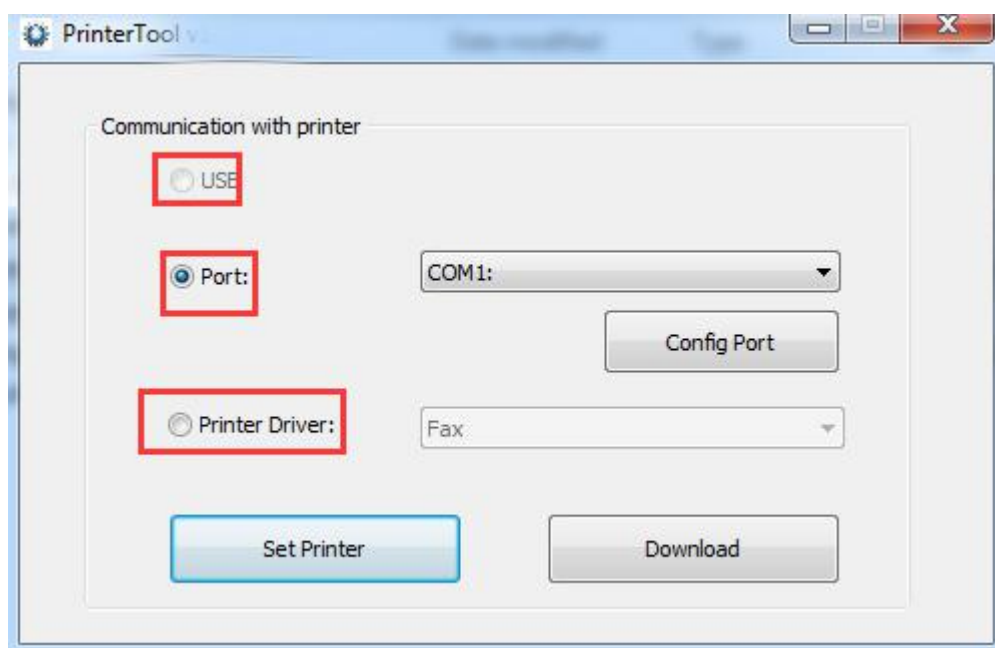 PrinterTool
Communication with printer
USB
Port:
COM1:
Config Port
Printer Driver:
Fax
Set Printer
Download